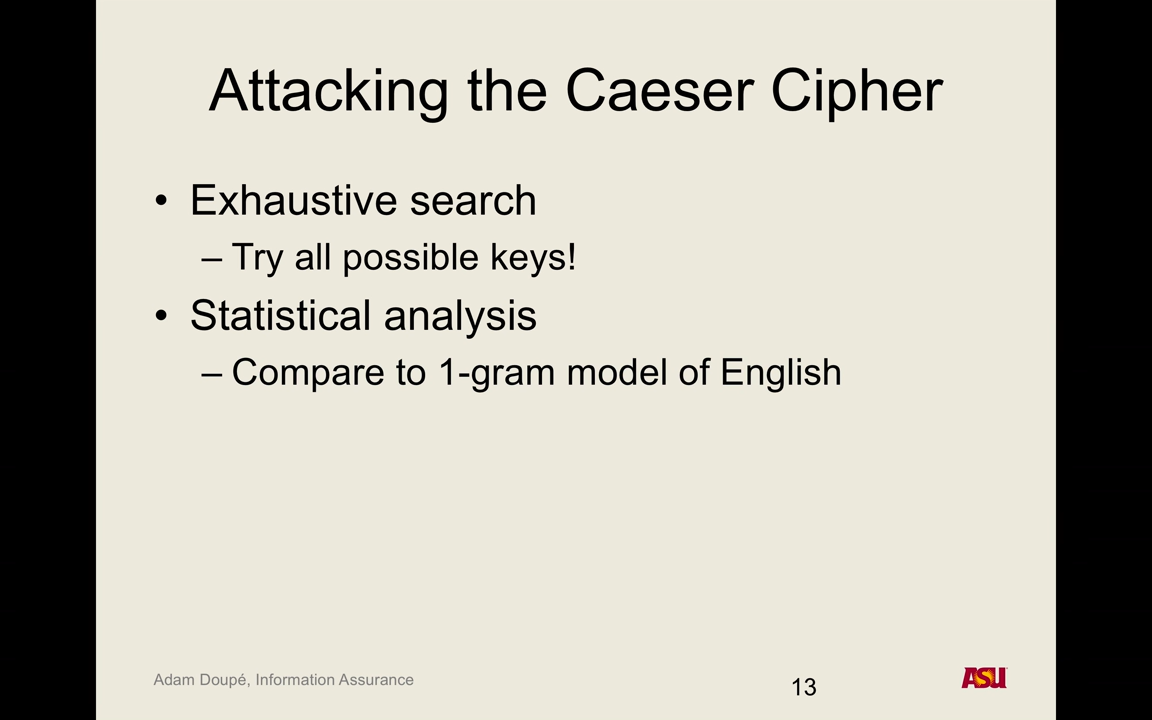 Attacking the Caeser Cipher
• Exhaustive search
– Try all possible keys!
• Statistical analysis
– Compare to 1-gram model of English
Adam Doupé, Information Assurance
13
ASU